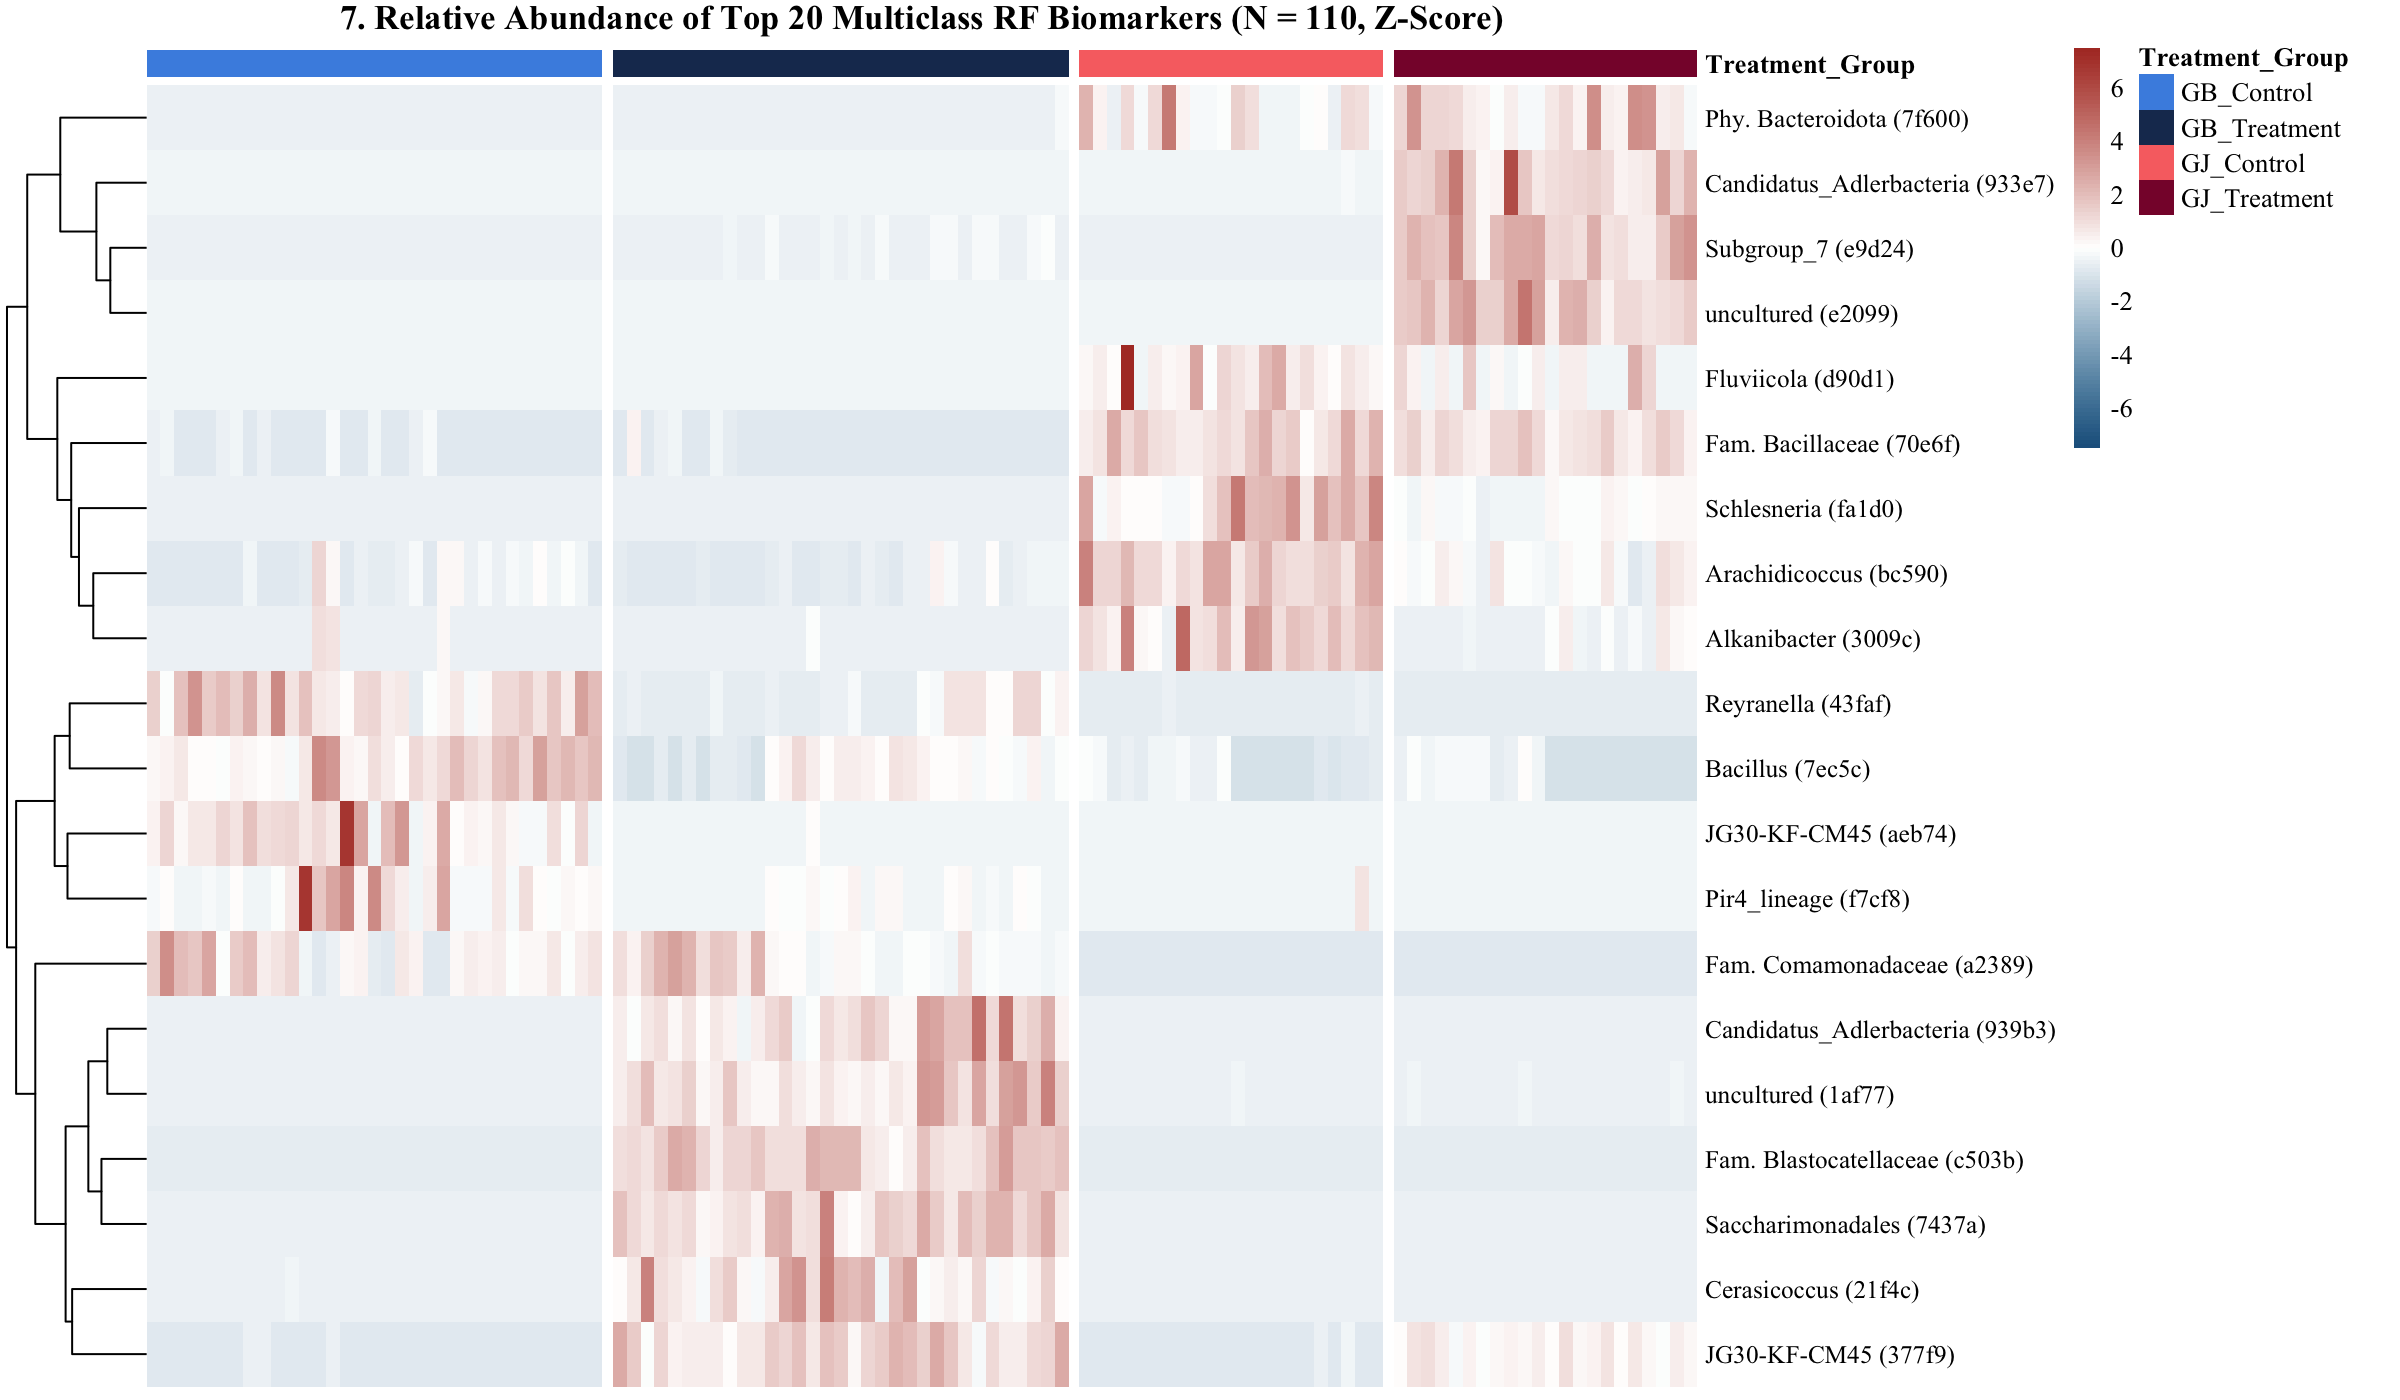 7. Relative Abundance of Top 20 Multiclass RF Biomarkers (N = 110, Z-Score)
Treatment_Group
Phy. Bacteroidota (7f600)
Candidatus_Adlerbacteria (933e7)
Subgroup_7 (e9d24)
uncultured (e2099)
Fluviicola (d90d1)
Fam. Bacillaceae (70e6f)
Schlesneria (fa1d0)
Arachidicoccus (bc590)
Alkanibacter (3009c)
Reyranella (43faf)
Bacillus (7ec5c)
JG30-KF-CM45 (aeb74)
Pir4_lineage (f7cf8)
Fam. Comamonadaceae (a2389)
Candidatus_Adlerbacteria (939b3)
uncultured (1af77)
Fam. Blastocatellaceae (c503b)
Saccharimonadales (7437a)
Cerasicoccus (21f4c)
JG30-KF-CM45 (377f9)
6
4
2
0
-2
-4
-6
Treatment_Group
GB_Control
GB_Treatment
GJ_Control
GJ_Treatment